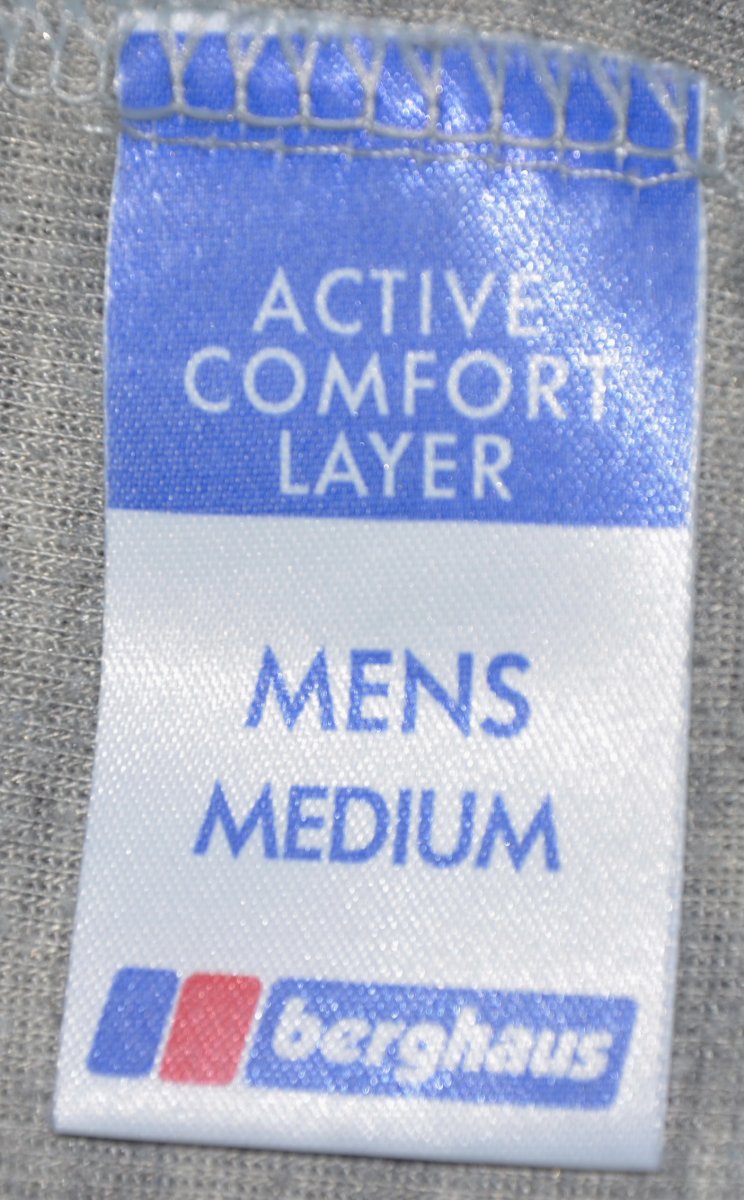 ACTIVE
COMFORT
LAYER
MENS
MEDIUM
berghaus